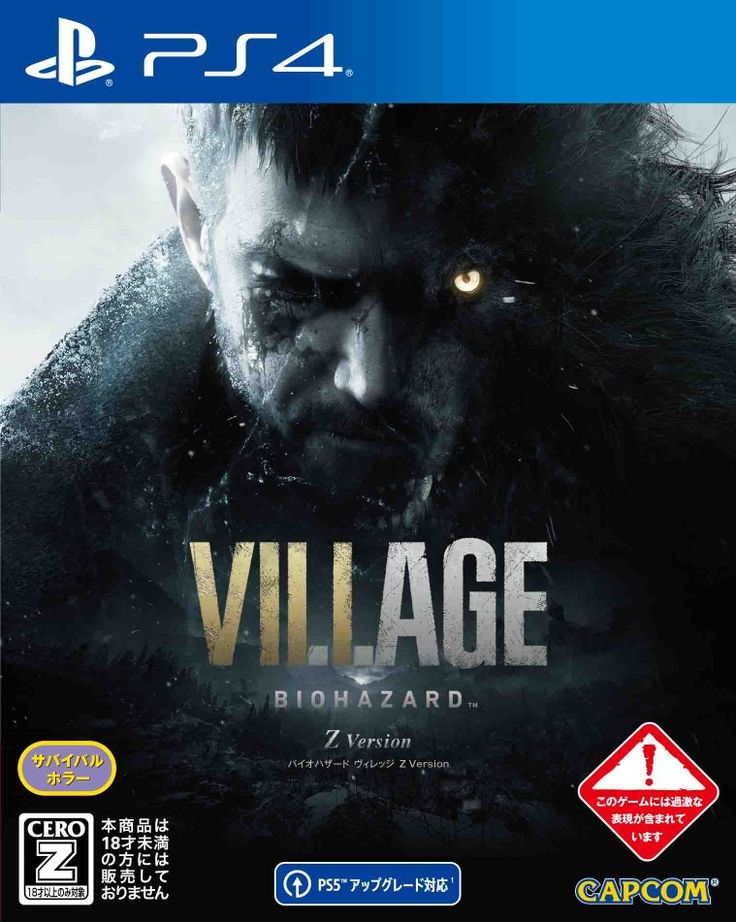 PS4®
VILLAGE
BIOHAZARD™
Z Version
バイオハザード ヴィレッジ Z Version
サバイバル
ホラー
CERO
Z
18才以上のみ対象
本商品は
18才未満
の方には
販売して
おりません
このゲームには過激な
表現が含まれて
います
PS5™ アップグレード対応¹
CAPCOM®